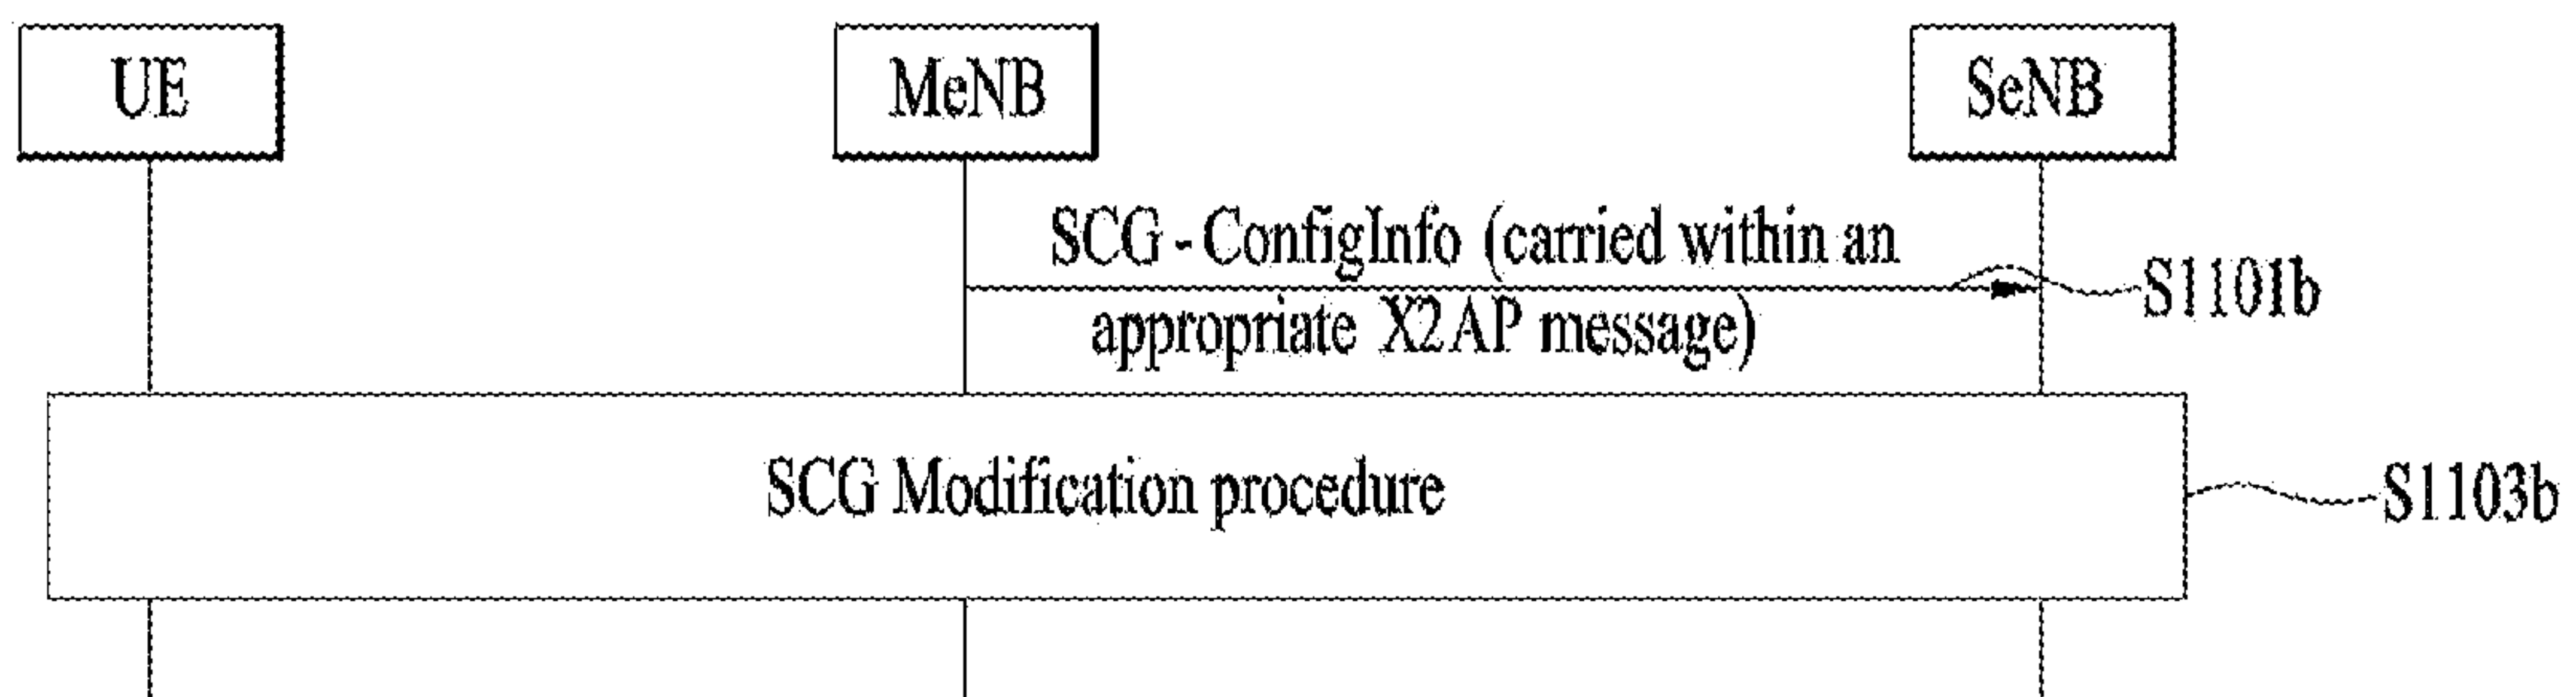 UE
MeNB
SeNB
SCG - ConfigInfo (carried within an
appropriate X2AP message)
S1101b
SCG Modification procedure
S1103b